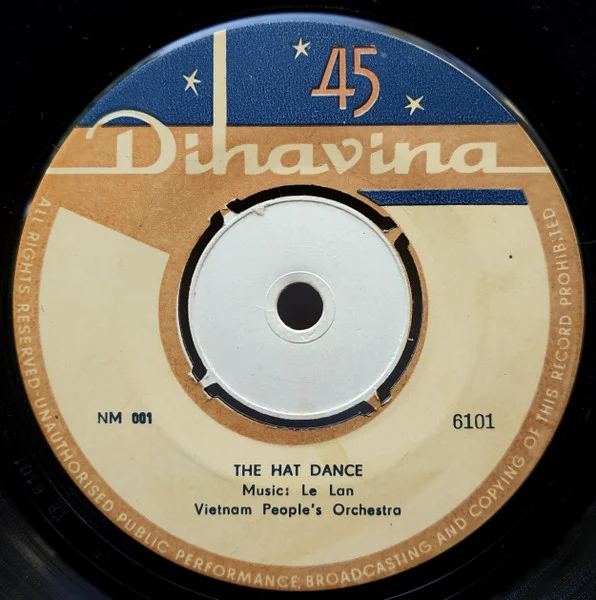 45
Dihavina
ALL RIGHTS RESERVED-UNAUTHORISED PUBLIC PERFORMANCE, BROADCASTING AND COPYING OF THIS RECORD PROHIBITED
NM 001
6101
THE HAT DANCE
Music: Le Lan
Vietnam People's Orchestra